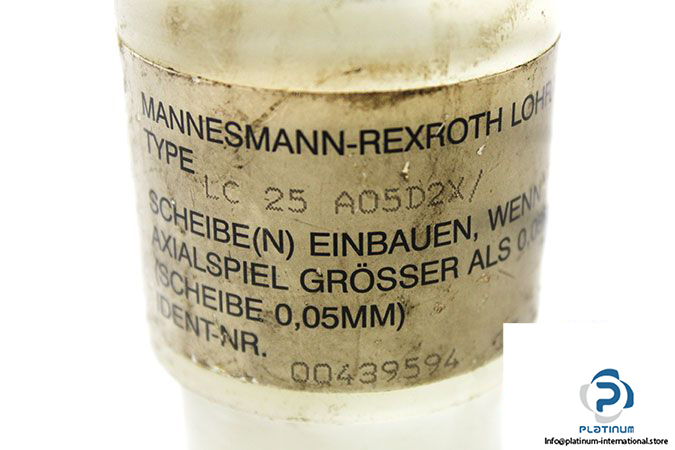 MANNESMANN-REXROTH
TYPE LC 25 A05D2X/
SCHEIBE(N) EINBAUEN, WENN
AXIALSPIEL GRÖSSER ALS
(SCHEIBE 0,05MM)
IDENT-NR. 00439594
PLATINUM
Info@platinum-international.store